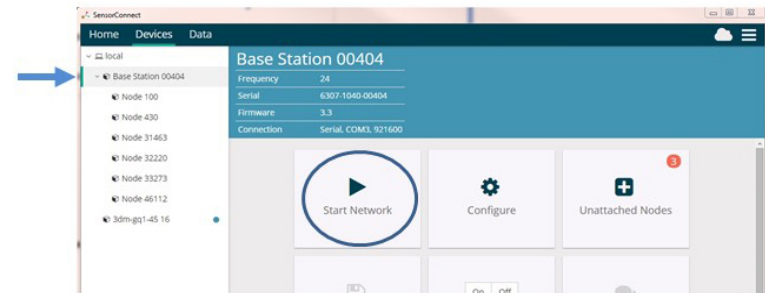 SensorConnect
Home Devices Data
local
Base Station 00404
Node 100
Node 430
Node 31463
Node 32220
Node 33273
Node 46112
3dm-gq1-45 16
Base Station 00404
Frequency 24
Serial 6307-1040-00404
Firmware 3.3
Connection Serial, COM3, 921600
3
Start Network
Configure
Unattached Nodes
On Off